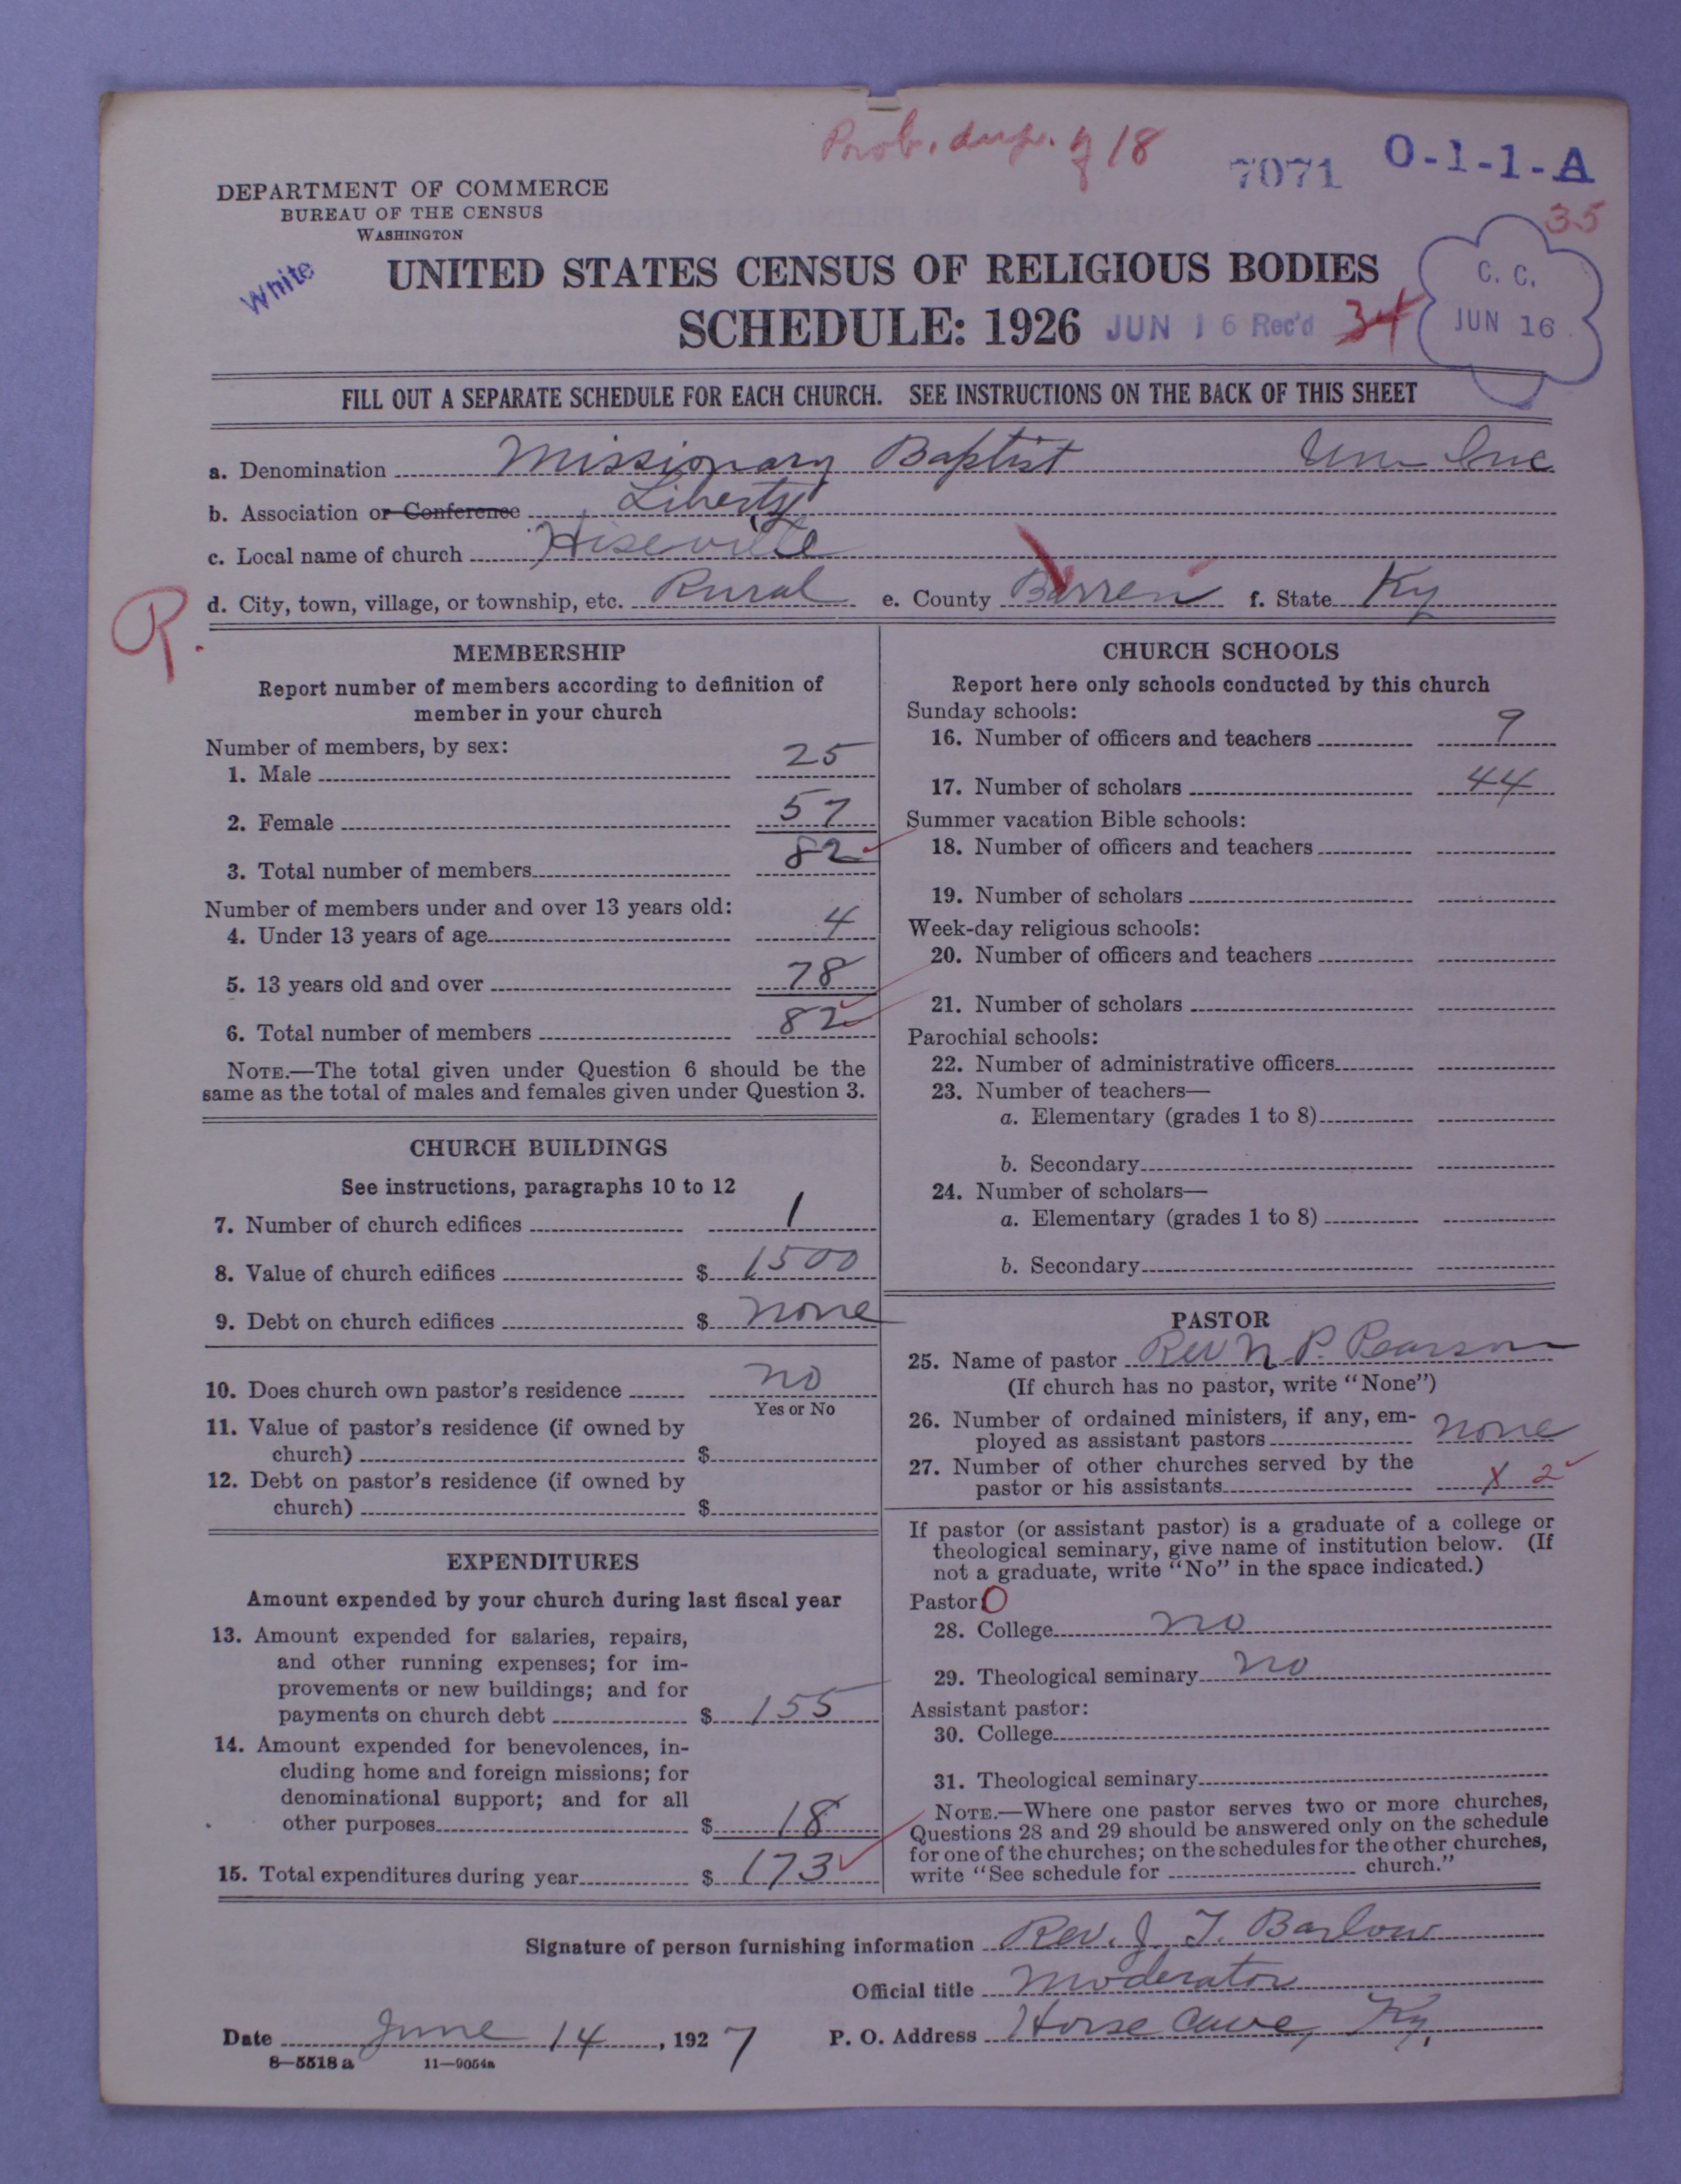 Prob. dup. of 18
7071
O-1-1-A
35
DEPARTMENT OF COMMERCE
BUREAU OF THE CENSUS
WASHINGTON
White
UNITED STATES CENSUS OF RELIGIOUS BODIES
SCHEDULE: 1926
JUN 16 Rec'd
34
C. C.
JUN 16
FILL OUT A SEPARATE SCHEDULE FOR EACH CHURCH. SEE INSTRUCTIONS ON THE BACK OF THIS SHEET
a. Denomination Missionary Baptist
b. Association or Conference Liberty
c. Local name of church Hiseville
R.
d. City, town, village, or township, etc. Rural e. County Barren f. State Ky
MEMBERSHIP
Report number of members according to definition of
member in your church
Number of members, by sex:
1. Male 25
2. Female 57
3. Total number of members 82
Number of members under and over 13 years old:
4. Under 13 years of age 4
5. 13 years old and over 78
6. Total number of members 82
NOTE.—The total given under Question 6 should be the
same as the total of males and females given under Question 3.
CHURCH BUILDINGS
See instructions, paragraphs 10 to 12
7. Number of church edifices 1
8. Value of church edifices $ 1500
9. Debt on church edifices $ none
10. Does church own pastor's residence no
Yes or No
11. Value of pastor's residence (if owned by
church) $
12. Debt on pastor's residence (if owned by
church) $
EXPENDITURES
Amount expended by your church during last fiscal year
13. Amount expended for salaries, repairs,
and other running expenses; for im-
provements or new buildings; and for
payments on church debt $ 155
14. Amount expended for benevolences, in-
cluding home and foreign missions; for
denominational support; and for all
other purposes $ 18
15. Total expenditures during year $ 173
CHURCH SCHOOLS
Report here only schools conducted by this church
Sunday schools:
16. Number of officers and teachers 9
17. Number of scholars 44
Summer vacation Bible schools:
18. Number of officers and teachers
19. Number of scholars
Week-day religious schools:
20. Number of officers and teachers
21. Number of scholars
Parochial schools:
22. Number of administrative officers
23. Number of teachers—
a. Elementary (grades 1 to 8)
b. Secondary
24. Number of scholars—
a. Elementary (grades 1 to 8)
b. Secondary
PASTOR
25. Name of pastor Rev N. P. Pearson
(If church has no pastor, write "None")
26. Number of ordained ministers, if any, em-
ployed as assistant pastors none
27. Number of other churches served by the
pastor or his assistants X 2
If pastor (or assistant pastor) is a graduate of a college or
theological seminary, give name of institution below. (If
not a graduate, write "No" in the space indicated.)
Pastor: O
28. College no
29. Theological seminary no
Assistant pastor:
30. College
31. Theological seminary
NOTE.—Where one pastor serves two or more churches,
Questions 28 and 29 should be answered only on the schedule
for one of the churches; on the schedules for the other churches,
write "See schedule for church."
Signature of person furnishing information Rev. J. T. Barlow
Official title Moderator
Date June 14, 1927 P. O. Address Horse Cave, Ky.
8—5518 a 11—9054a